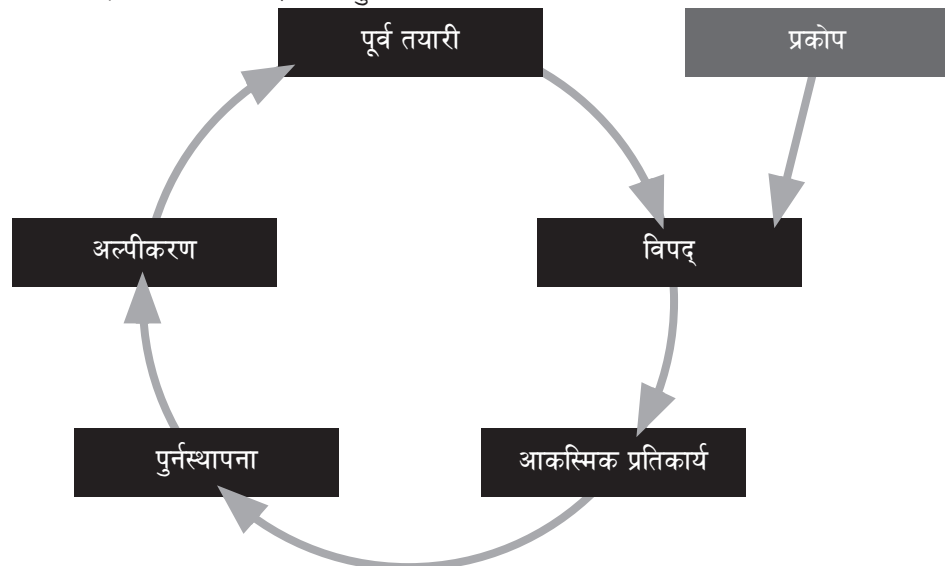 पूर्व तयारी
प्रकोप
अल्पीकरण
विपद्
पुर्नस्थापना
आकस्मिक प्रतिकार्य